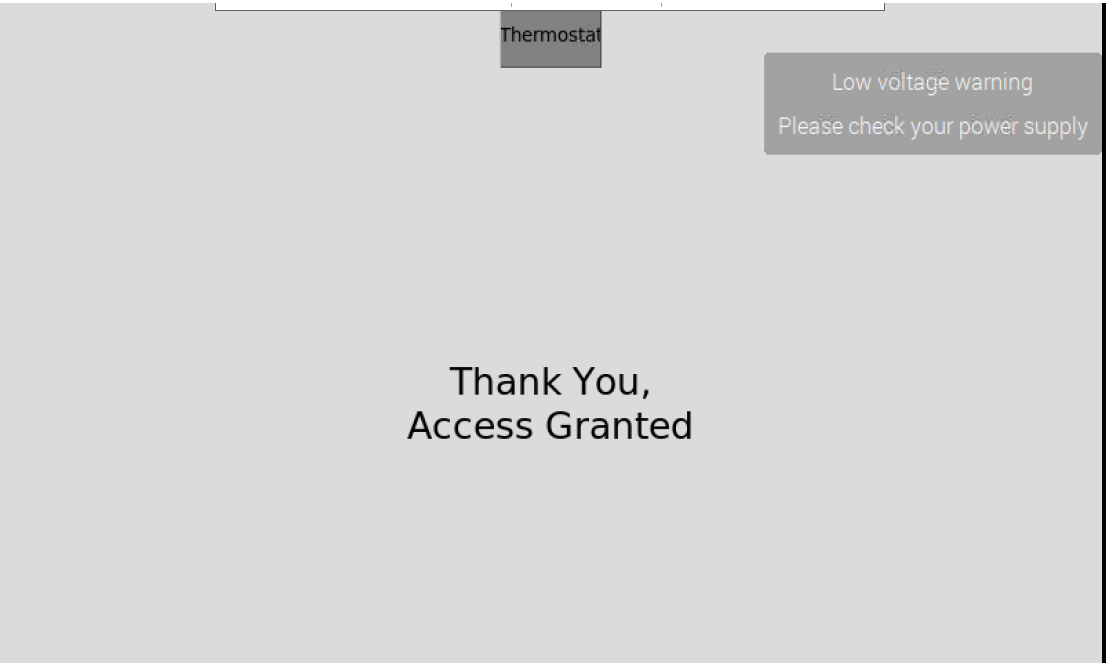 Thermostat
Low voltage warning
Please check your power supply
Thank You,
Access Granted